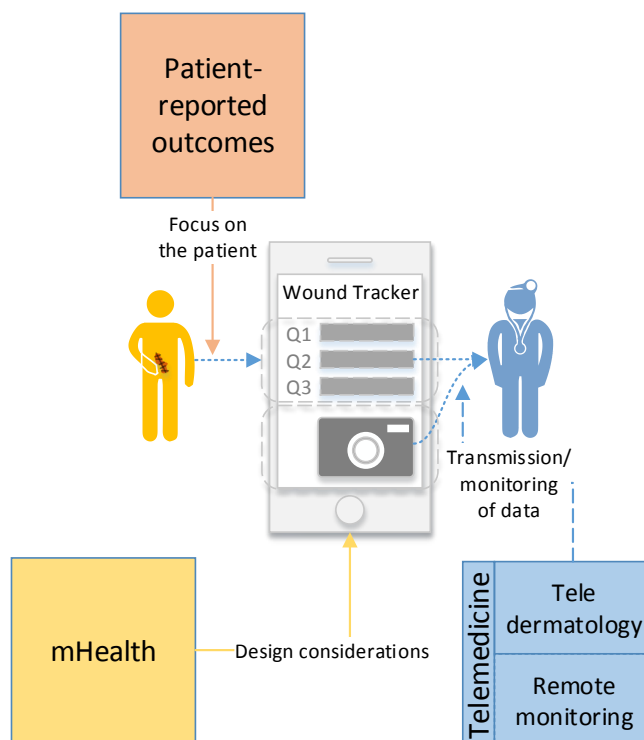 Patient-
reported
outcomes
Focus on
the patient
Wound Tracker
Q1
Q2
Q3
Transmission/
monitoring
of data
mHealth
Design considerations
Telemedicine
Tele
dermatology
Remote
monitoring